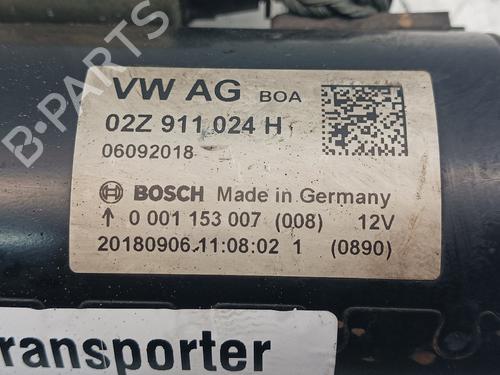 B-PARTS
VW AG BOA
02Z 911 024 H
06092018
BOSCH Made in Germany
↑ 0 001 153 007 (008) 12V
20180906.11:08:02 1 (0890)
ransporter